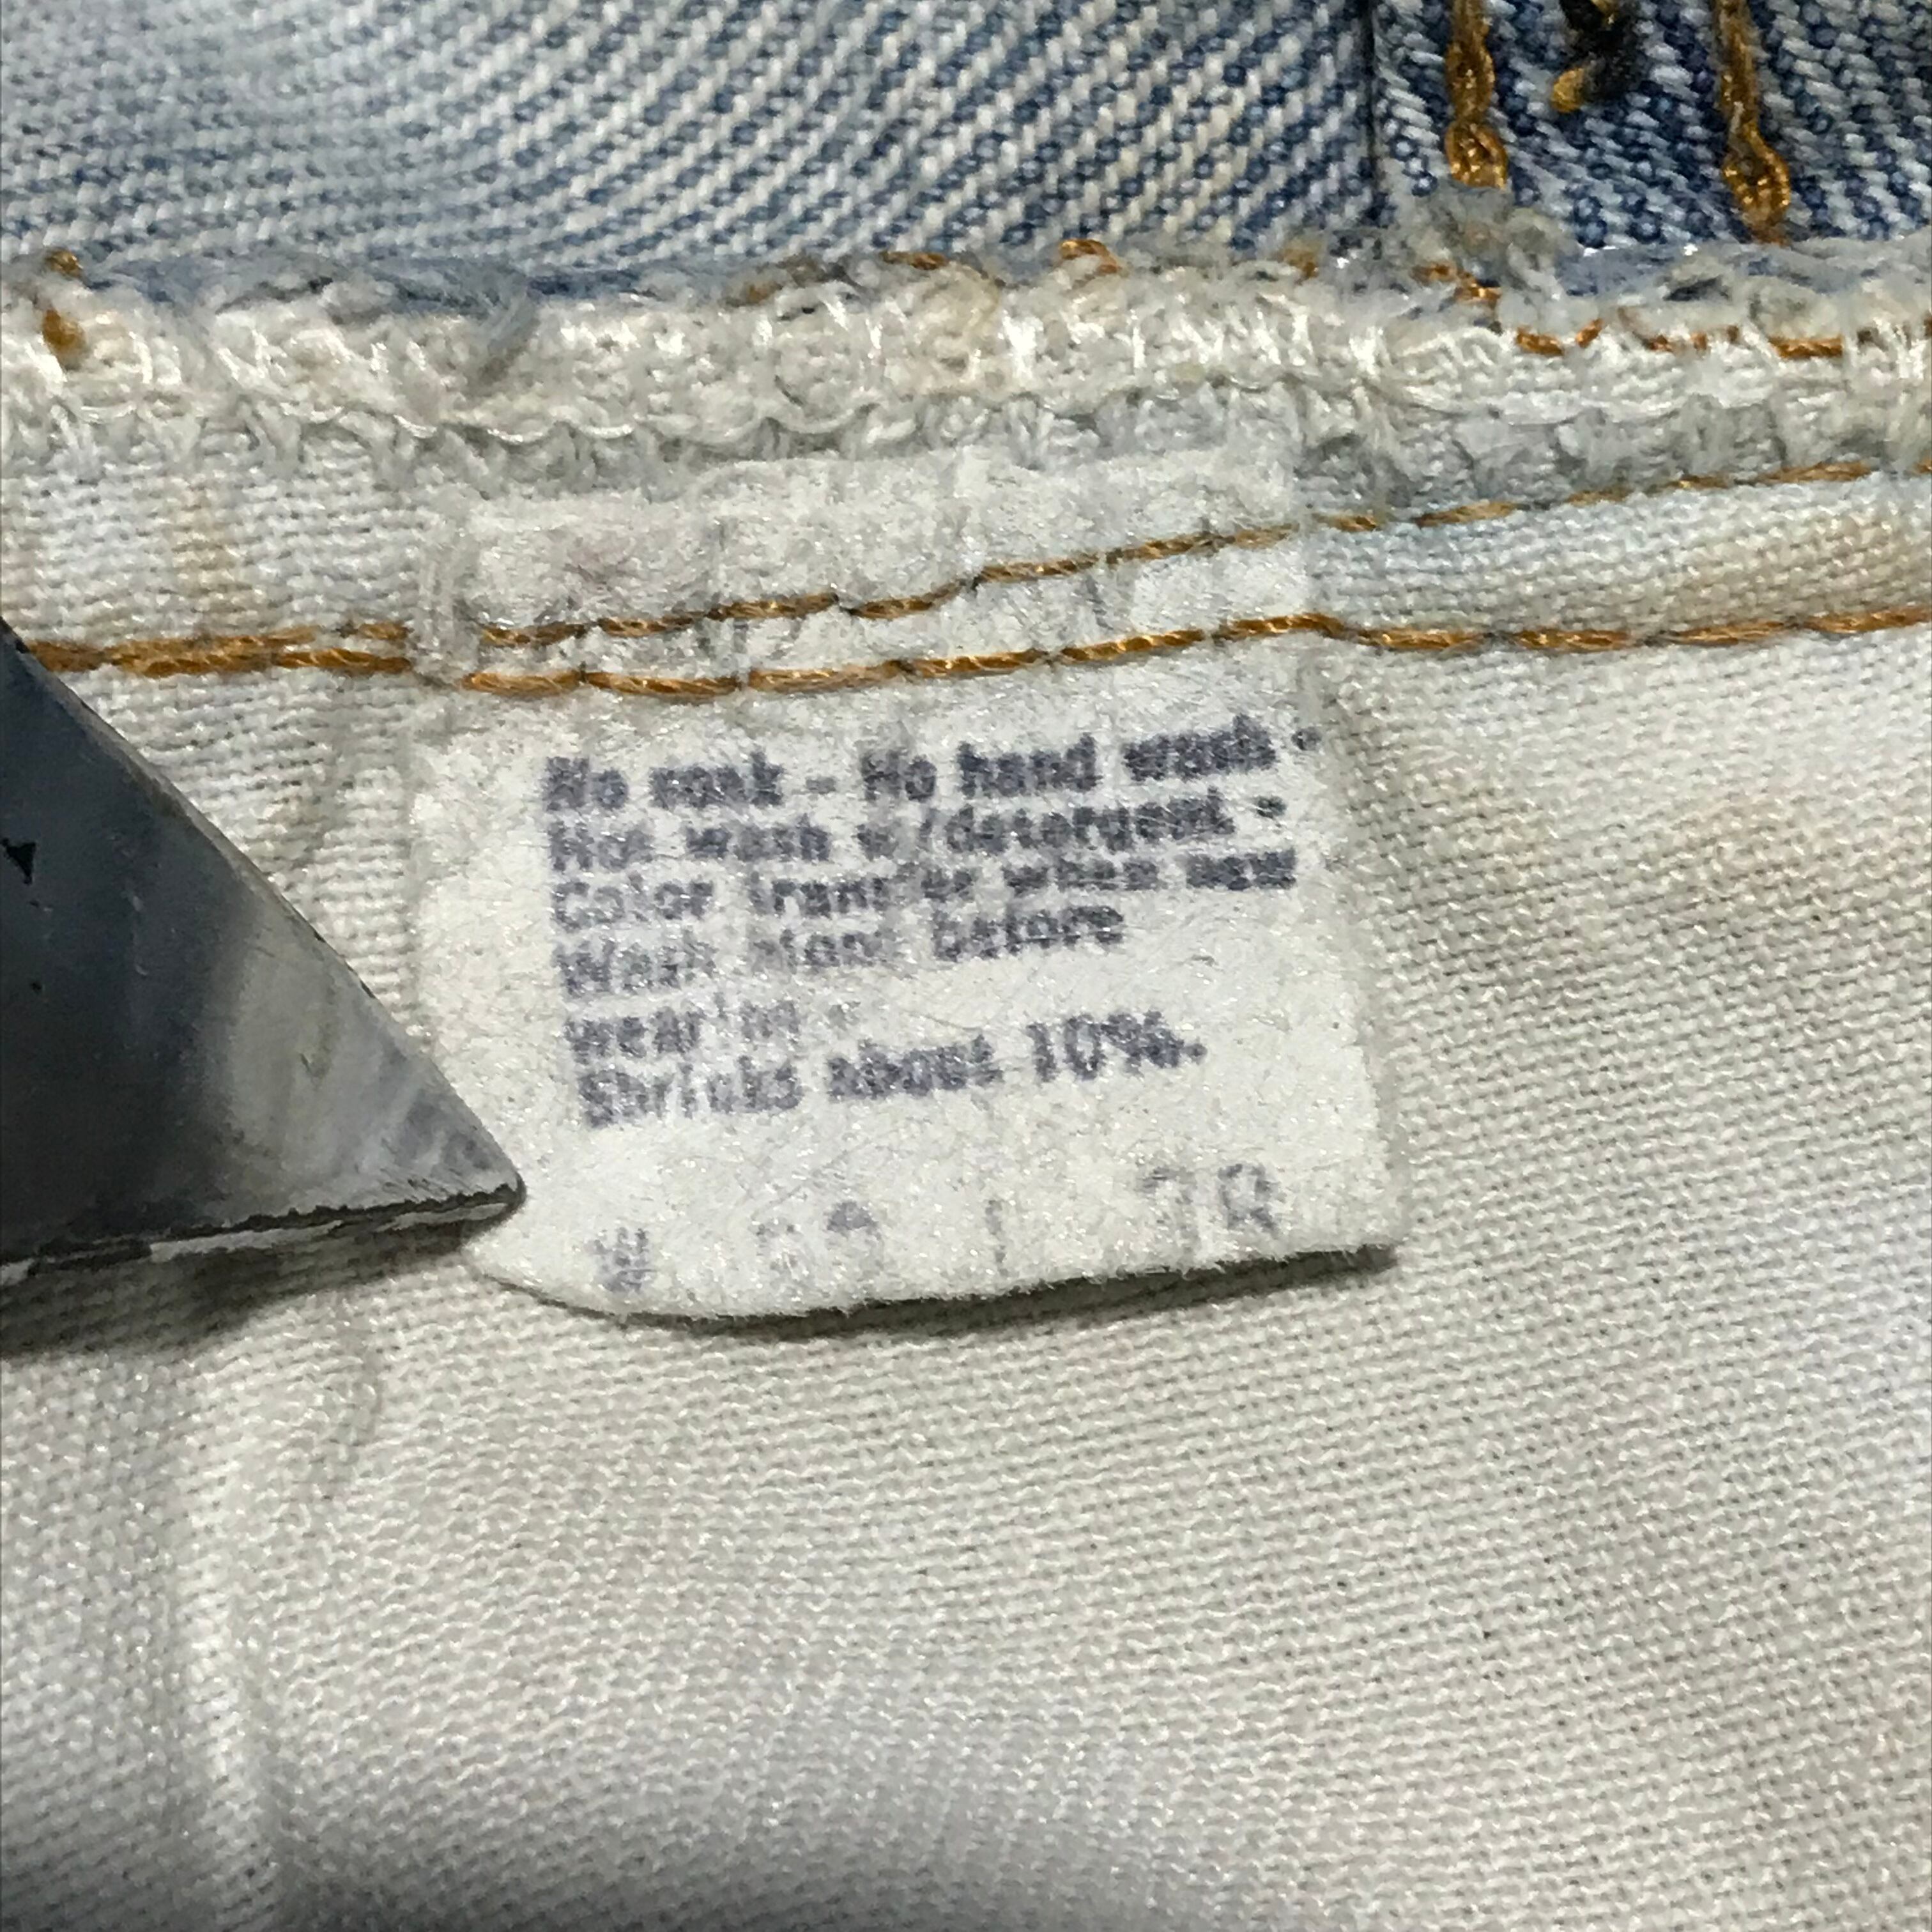 No soak - No hand wash -
Hot wash w/detergent -
Color transfer when new
Wash alone before
wearing -
Shrinks about 10%.
W